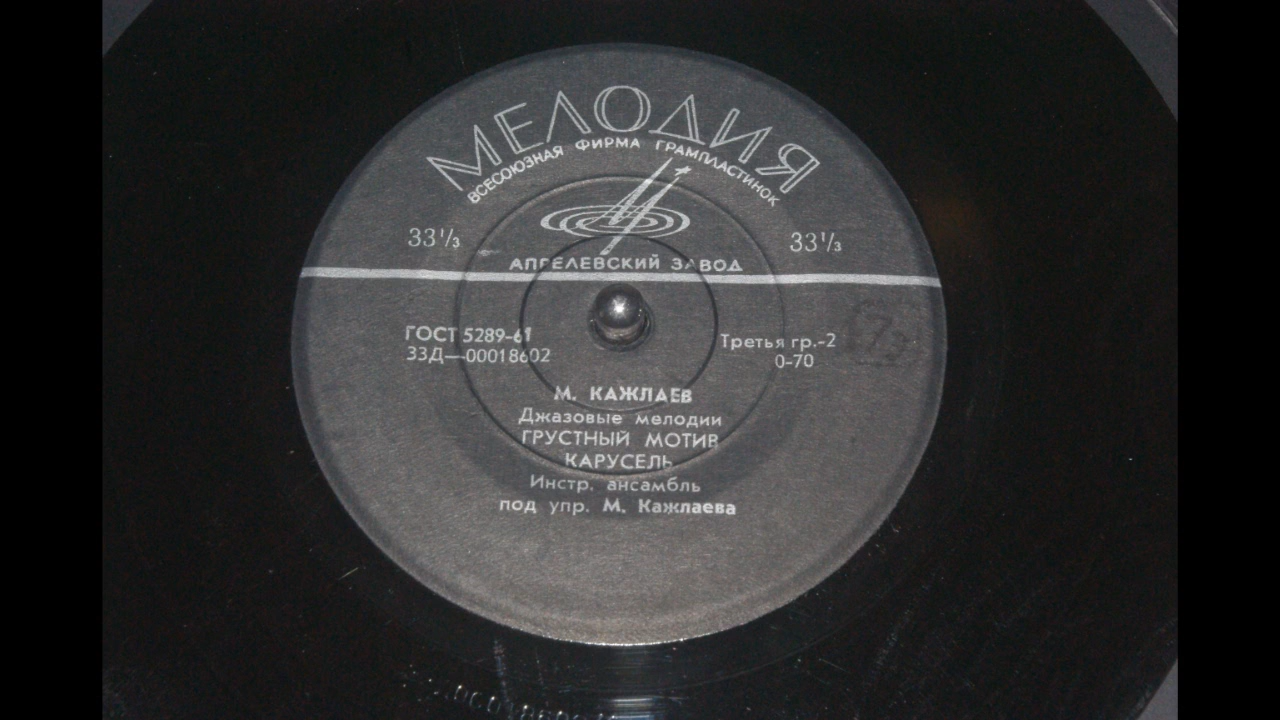 МЕЛОДИЯ
ВСЕСОЮЗНАЯ ФИРМА ГРАМПЛАСТИНОК
33⅓ 33⅓
АПРЕЛЕВСКИЙ ЗАВОД
ГОСТ 5289-61 Третья гр.-2
33Д—00018602 0-70
М. КАЖЛАЕВ
Джазовые мелодии
ГРУСТНЫЙ МОТИВ
КАРУСЕЛЬ
Инстр. ансамбль
под упр. М. Кажлаева